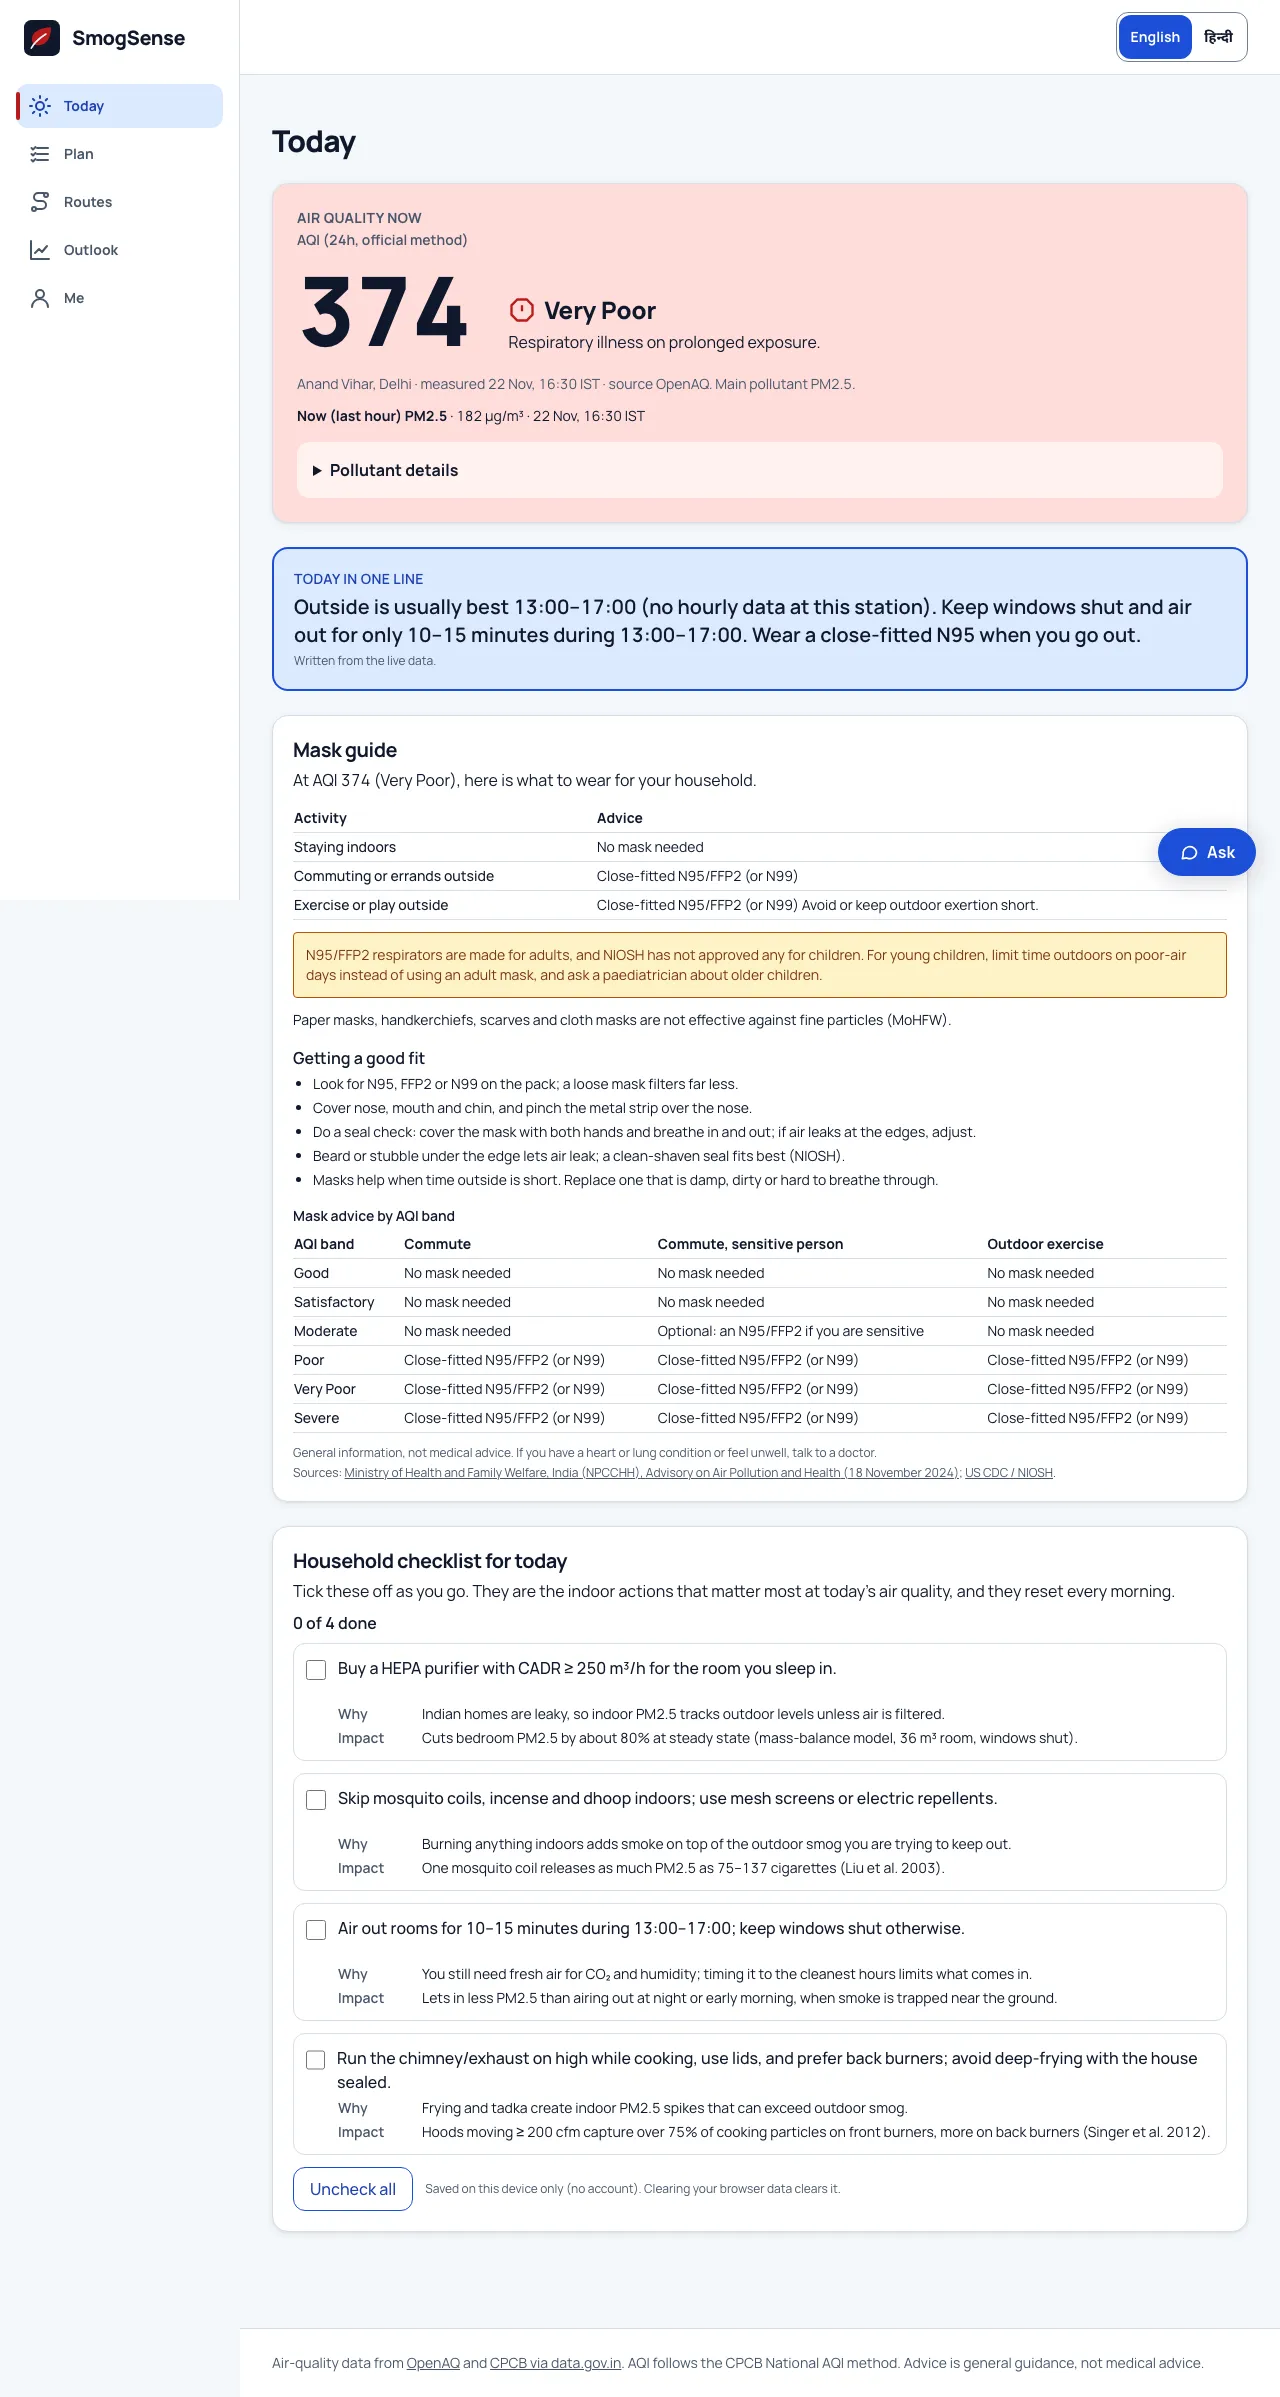 SmogSense
English
हिन्दी
Today
Plan
Routes
Outlook
Me
Today
AIR QUALITY NOW
AQI (24h, official method)
374
Very Poor
Respiratory illness on prolonged exposure.
Anand Vihar, Delhi · measured 22 Nov, 16:30 IST · source OpenAQ. Main pollutant PM2.5.
Now (last hour) PM2.5 · 182 µg/m³ · 22 Nov, 16:30 IST
Pollutant details
TODAY IN ONE LINE
Outside is usually best 13:00–17:00 (no hourly data at this station). Keep windows shut and air
out for only 10–15 minutes during 13:00–17:00. Wear a close-fitted N95 when you go out.
Written from the live data.
Mask guide
At AQI 374 (Very Poor), here is what to wear for your household.
Activity Advice
Staying indoors No mask needed
Commuting or errands outside Close-fitted N95/FFP2 (or N99)
Exercise or play outside Close-fitted N95/FFP2 (or N99) Avoid or keep outdoor exertion short.
Ask
N95/FFP2 respirators are made for adults, and NIOSH has not approved any for children. For young children, limit time outdoors on poor-air
days instead of using an adult mask, and ask a paediatrician about older children.
Paper masks, handkerchiefs, scarves and cloth masks are not effective against fine particles (MoHFW).
Getting a good fit
• Look for N95, FFP2 or N99 on the pack; a loose mask filters far less.
• Cover nose, mouth and chin, and pinch the metal strip over the nose.
• Do a seal check: cover the mask with both hands and breathe in and out; if air leaks at the edges, adjust.
• Beard or stubble under the edge lets air leak; a clean-shaven seal fits best (NIOSH).
• Masks help when time outside is short. Replace one that is damp, dirty or hard to breathe through.
Mask advice by AQI band
AQI band Commute Commute, sensitive person Outdoor exercise
Good No mask needed No mask needed No mask needed
Satisfactory No mask needed No mask needed No mask needed
Moderate No mask needed Optional: an N95/FFP2 if you are sensitive No mask needed
Poor Close-fitted N95/FFP2 (or N99) Close-fitted N95/FFP2 (or N99) Close-fitted N95/FFP2 (or N99)
Very Poor Close-fitted N95/FFP2 (or N99) Close-fitted N95/FFP2 (or N99) Close-fitted N95/FFP2 (or N99)
Severe Close-fitted N95/FFP2 (or N99) Close-fitted N95/FFP2 (or N99) Close-fitted N95/FFP2 (or N99)
General information, not medical advice. If you have a heart or lung condition or feel unwell, talk to a doctor.
Sources: Ministry of Health and Family Welfare, India (NPCCHH), Advisory on Air Pollution and Health (18 November 2024); US CDC / NIOSH.
Household checklist for today
Tick these off as you go. They are the indoor actions that matter most at today's air quality, and they reset every morning.
0 of 4 done
Buy a HEPA purifier with CADR ≥ 250 m³/h for the room you sleep in.
Why Indian homes are leaky, so indoor PM2.5 tracks outdoor levels unless air is filtered.
Impact Cuts bedroom PM2.5 by about 80% at steady state (mass-balance model, 36 m³ room, windows shut).
Skip mosquito coils, incense and dhoop indoors; use mesh screens or electric repellents.
Why Burning anything indoors adds smoke on top of the outdoor smog you are trying to keep out.
Impact One mosquito coil releases as much PM2.5 as 75–137 cigarettes (Liu et al. 2003).
Air out rooms for 10–15 minutes during 13:00–17:00; keep windows shut otherwise.
Why You still need fresh air for CO₂ and humidity; timing it to the cleanest hours limits what comes in.
Impact Lets in less PM2.5 than airing out at night or early morning, when smoke is trapped near the ground.
Run the chimney/exhaust on high while cooking, use lids, and prefer back burners; avoid deep-frying with the house
sealed.
Why Frying and tadka create indoor PM2.5 spikes that can exceed outdoor smog.
Impact Hoods moving ≥ 200 cfm capture over 75% of cooking particles on front burners, more on back burners (Singer et al. 2012).
Uncheck all
Saved on this device only (no account). Clearing your browser data clears it.
Air-quality data from OpenAQ and CPCB via data.gov.in. AQI follows the CPCB National AQI method. Advice is general guidance, not medical advice.